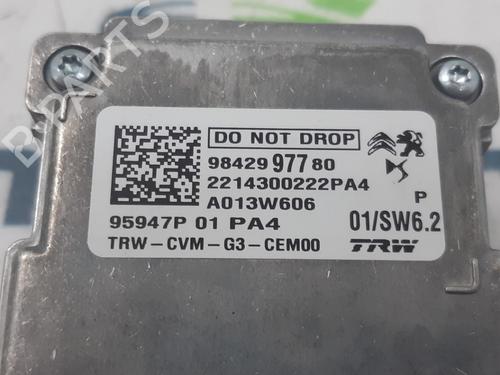 B-PARTS
DO NOT DROP
98429 977 80
2214300222PA4
A013W606
P
95947P 01 PA4
01/SW6.2
TRW-CVM-G3-CEM00
TRW